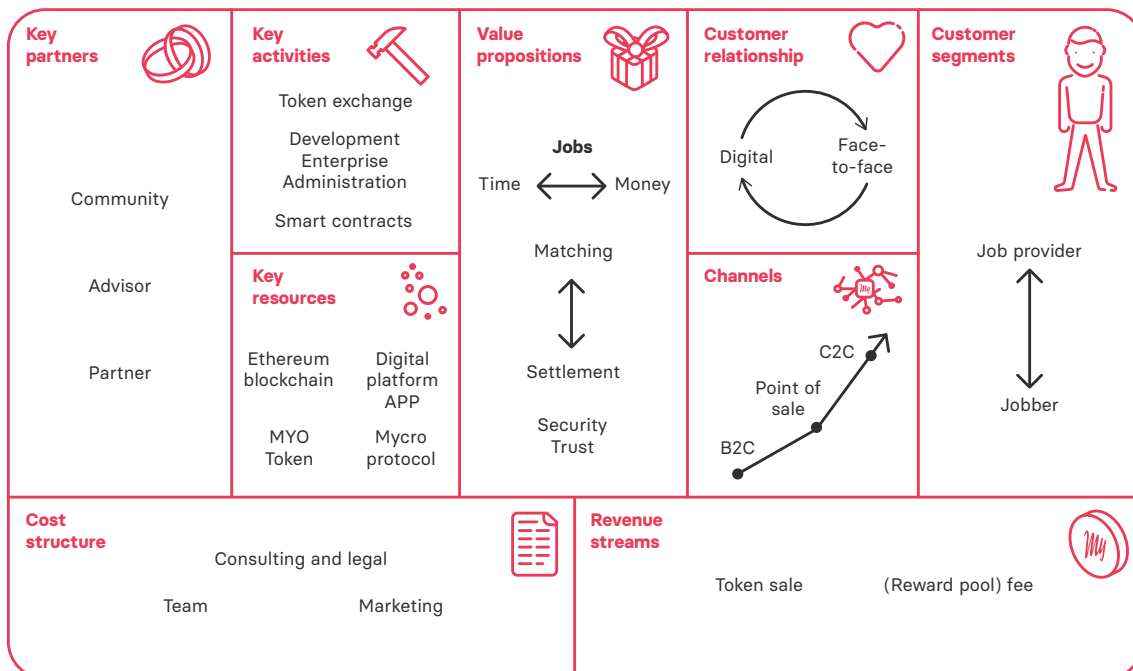 Key
partners
Community
Advisor
Partner
Key
activities
Token exchange
Development
Enterprise
Administration
Smart contracts
Key
resources
Ethereum
blockchain
Digital
platform
APP
MYO
Token
Mycro
protocol
Value
propositions
Jobs
Time
Money
Matching
Settlement
Security
Trust
Customer
relationship
Digital
Face-
to-face
Channels
My
C2C
Point of
sale
B2C
Customer
segments
Job provider
Jobber
Cost
structure
Consulting and legal
Team
Marketing
Revenue
streams
My
Token sale
(Reward pool) fee